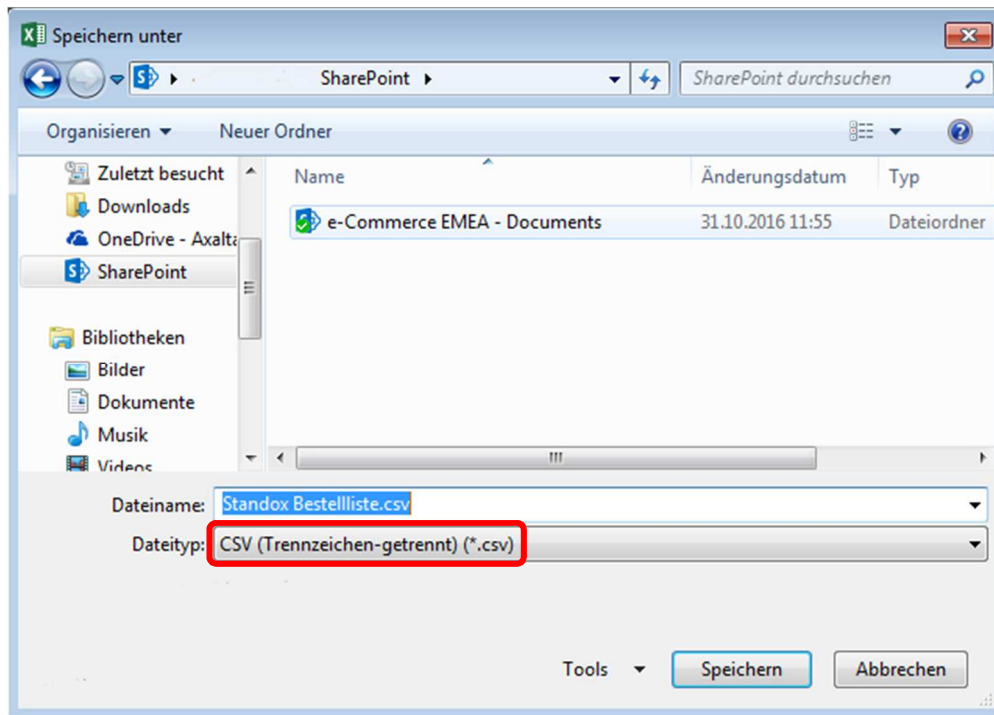 Speichern unter
SharePoint
SharePoint durchsuchen
Organisieren Neuer Ordner
Name Änderungsdatum Typ
Zuletzt besucht
Downloads
OneDrive - Axalta
SharePoint
e-Commerce EMEA - Documents 31.10.2016 11:55 Dateiordner
Bibliotheken
Bilder
Dokumente
Musik
Videos
Dateiname: Standox Bestellliste.csv
Dateityp: CSV (Trennzeichen-getrennt) (*.csv)
Tools Speichern Abbrechen